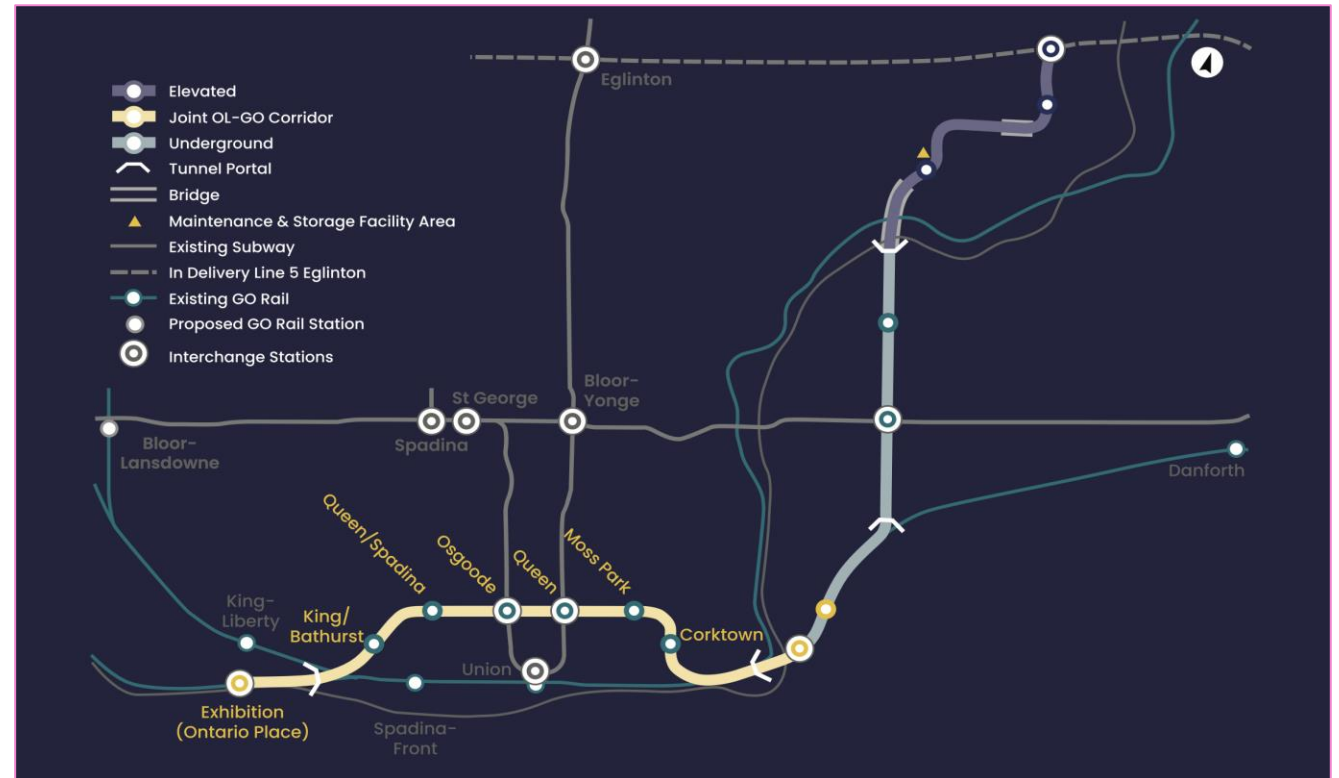 Elevated
Joint OL-GO Corridor
Underground
Tunnel Portal
Bridge
Maintenance & Storage Facility Area
Existing Subway
In Delivery Line 5 Eglinton
Existing GO Rail
Proposed GO Rail Station
Interchange Stations
Eglinton
Bloor-
Yonge
St George
Spadina
Bloor-
Lansdowne
Danforth
Queen/Spadina
Osgoode
Queen
Moss Park
King-
Liberty
King/
Bathurst
Corktown
Union
Exhibition
(Ontario Place)
Spadina-
Front